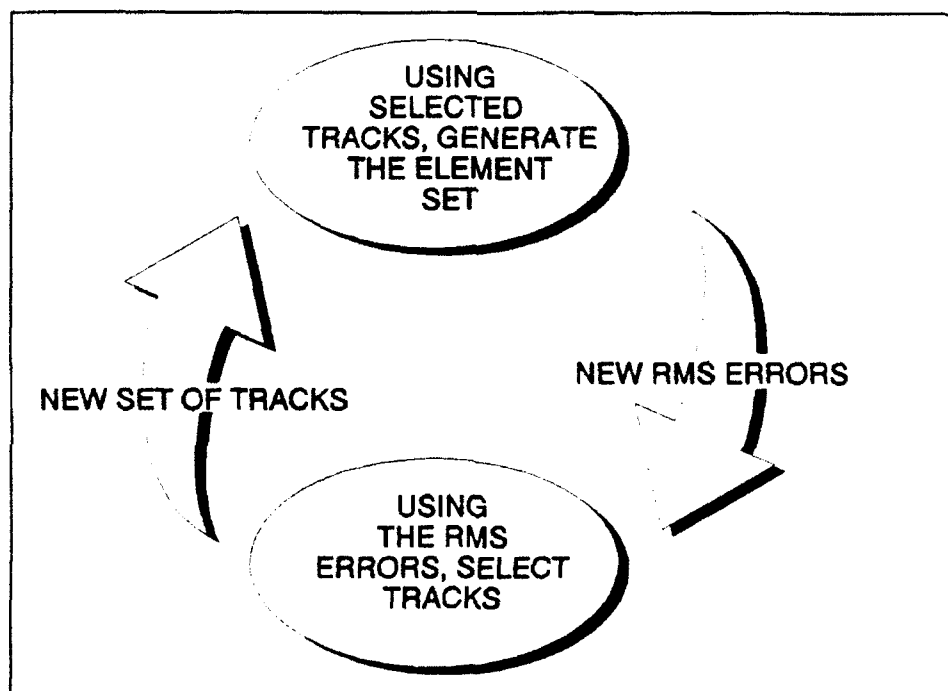 USING
SELECTED
TRACKS, GENERATE
THE ELEMENT
SET
NEW RMS ERRORS
NEW SET OF TRACKS
USING
THE RMS
ERRORS, SELECT
TRACKS